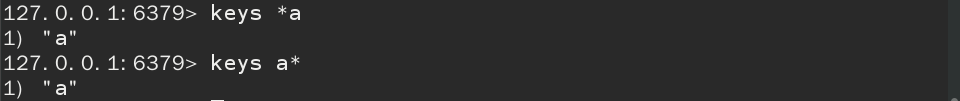 127.0.0.1:6379> keys *a
1) "a"
127.0.0.1:6379> keys a*
1) "a"